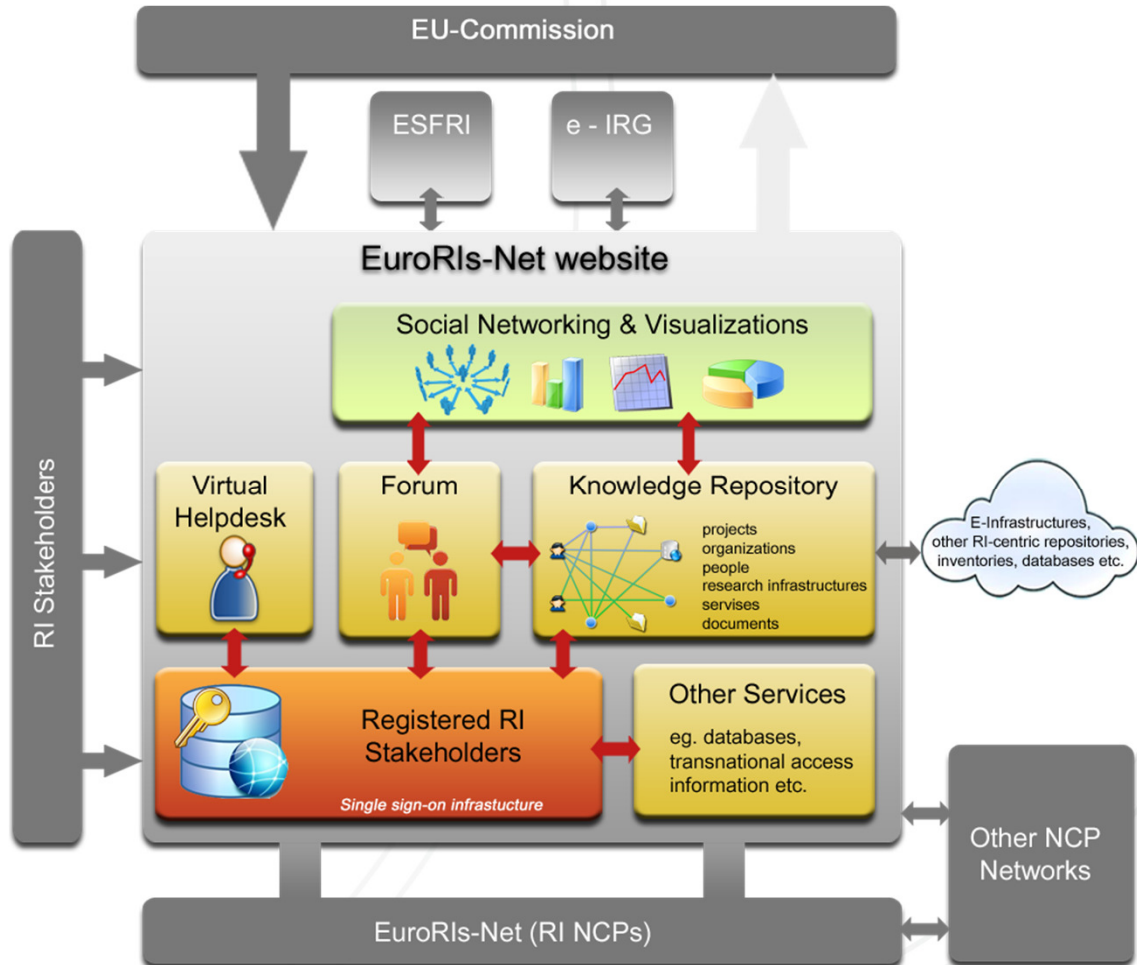 EU-Commission
ESFRI
e - IRG
EuroRIs-Net website
Social Networking & Visualizations
RI Stakeholders
Virtual
Helpdesk
Forum
Knowledge Repository
projects
organizations
people
research infrastructures
servises
documents
E-Infrastructures,
other RI-centric repositories,
inventories, databases etc.
Registered RI
Stakeholders
Single sign-on infrastucture
Other Services
eg. databases,
transnational access
information etc.
Other NCP
Networks
EuroRIs-Net (RI NCPs)